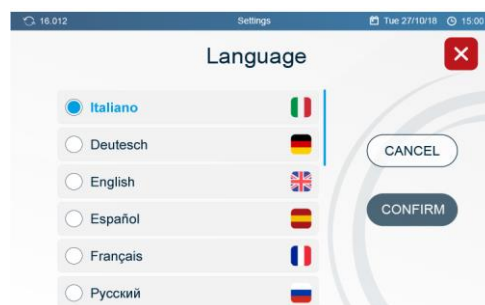 16.012 Settings Tue 27/10/18 15:00
Language
Italiano
Deutesch
English
Español
Français
Русский
CANCEL
CONFIRM